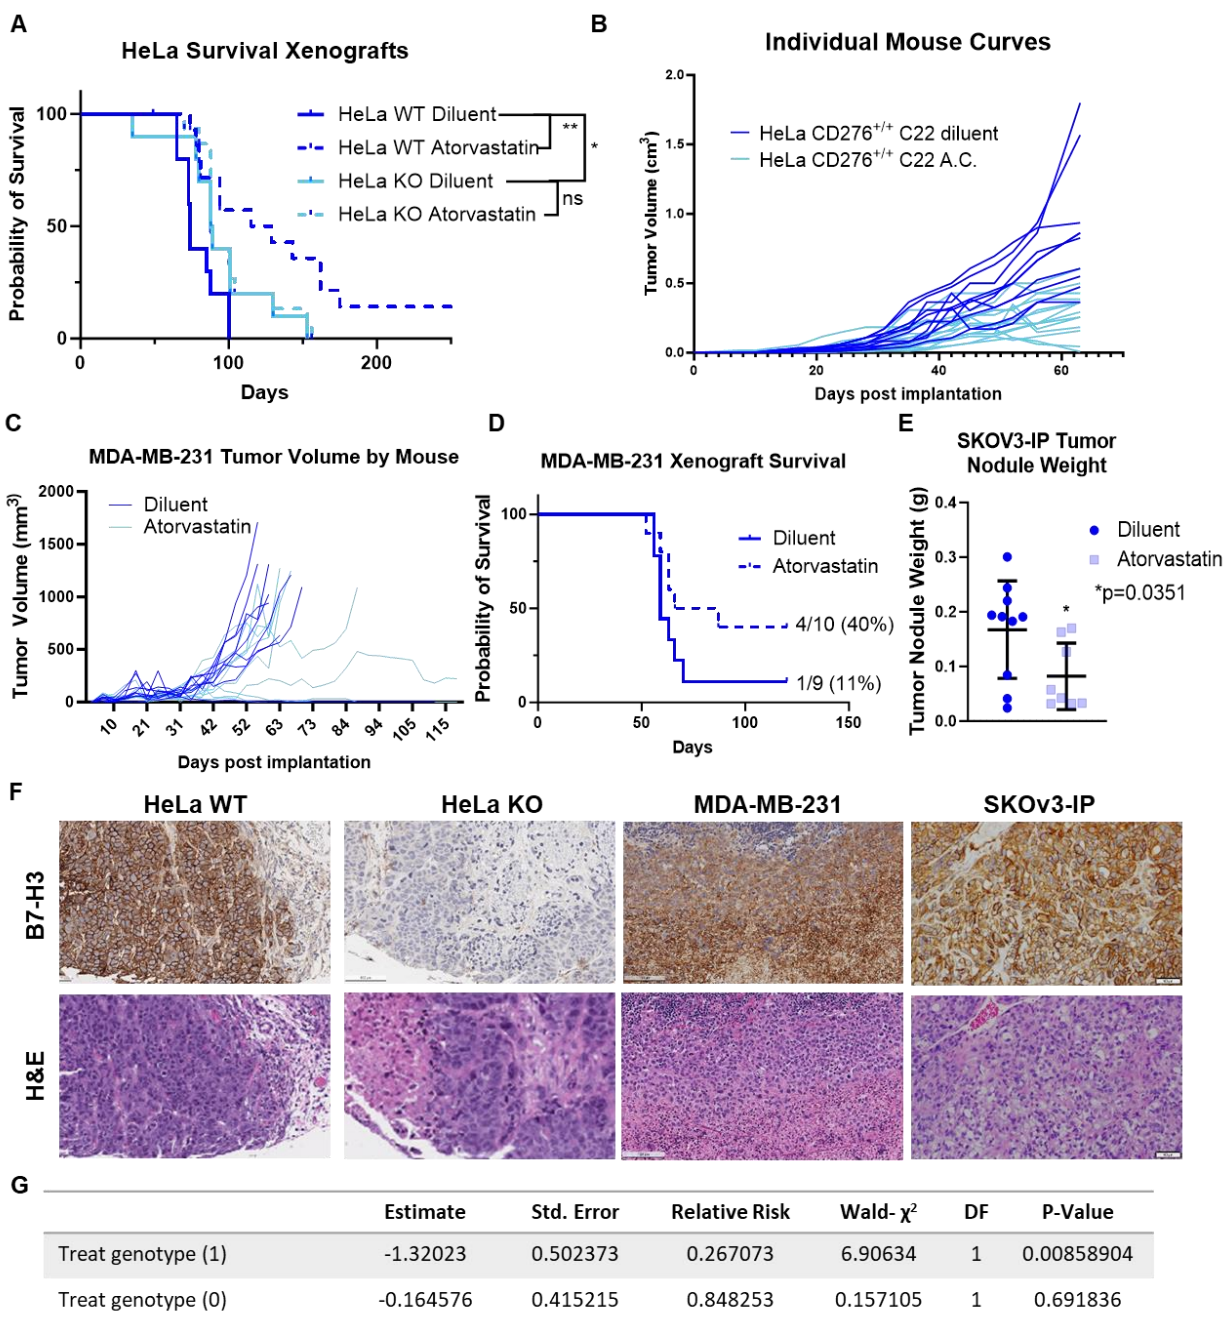 A
HeLa Survival Xenografts
Probability of Survival
100
50
0
0
100
200
Days
HeLa WT Diluent
HeLa WT Atorvastatin
HeLa KO Diluent
HeLa KO Atorvastatin
**
*
ns
B
Individual Mouse Curves
Tumor Volume (cm³)
2.0
1.5
1.0
0.5
0.0
0
20
40
60
Days post implantation
HeLa CD276+/+ C22 diluent
HeLa CD276+/+ C22 A.C.
C
MDA-MB-231 Tumor Volume by Mouse
Tumor Volume (mm³)
2000
1500
1000
500
0
Diluent
Atorvastatin
10
21
31
42
52
63
73
84
94
105
115
Days post implantation
D
MDA-MB-231 Xenograft Survival
Probability of Survival
100
50
0
0
50
100
150
Days
Diluent
Atorvastatin
4/10 (40%)
1/9 (11%)
E
SKOV3-IP Tumor
Nodule Weight
Tumor Nodule Weight (g)
0.4
0.3
0.2
0.1
0.0
*
Diluent
Atorvastatin
*p=0.0351
F
HeLa WT
HeLa KO
MDA-MB-231
SKOv3-IP
B7-H3
H&E
G
Estimate Std. Error Relative Risk Wald- χ² DF P-Value
Treat genotype (1) -1.32023 0.502373 0.267073 6.90634 1 0.00858904
Treat genotype (0) -0.164576 0.415215 0.848253 0.157105 1 0.691836